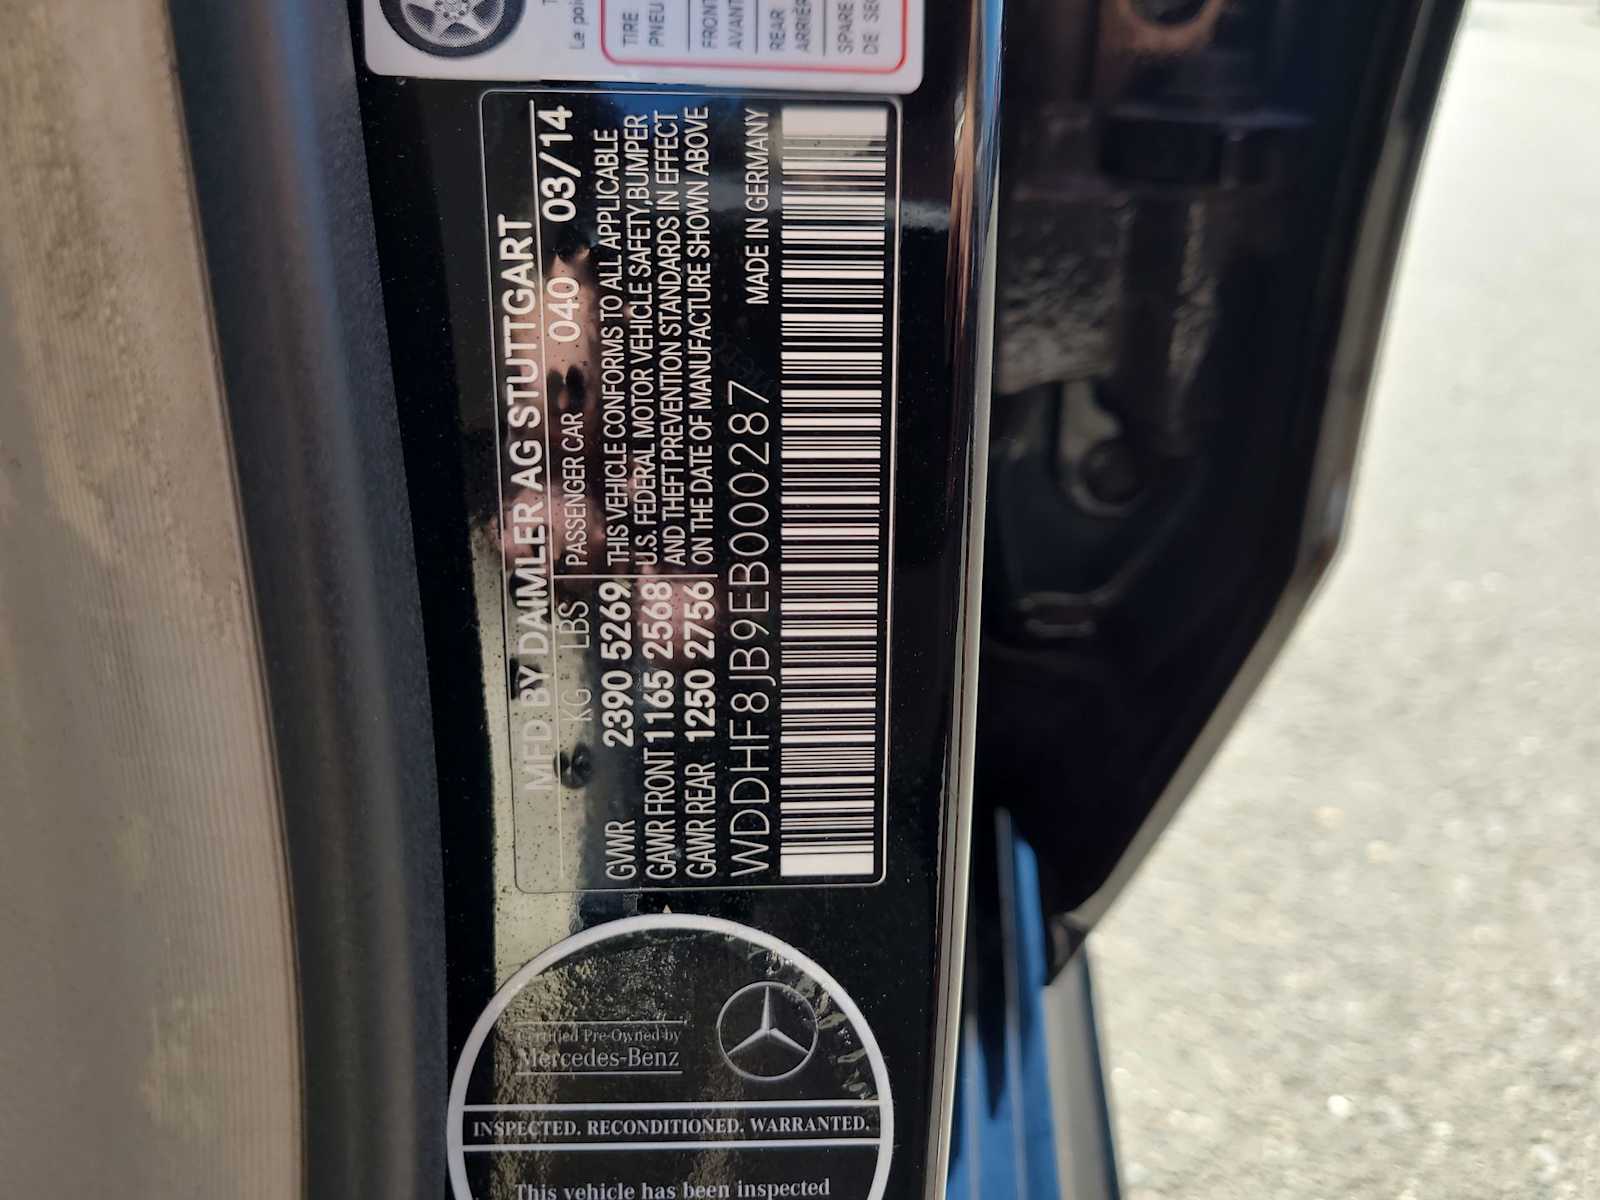 Le
TIRE
PNEU
FRONT
AVANT
REAR
SPARE
DE
MFD BY DAIMLER AG STUTTGART
040 03/14
KG LBS PASSENGER CAR
GVWR 2390 5269 THIS VEHICLE CONFORMS TO ALL APPLICABLE
GAWR FRONT 1165 2568 U.S. FEDERAL MOTOR VEHICLE SAFETY,BUMPER
GAWR REAR 1250 2756 AND THEFT PREVENTION STANDARDS IN EFFECT
ON THE DATE OF MANUFACTURE SHOWN ABOVE
WDDHF8JB9EB000287 MADE IN GERMANY
Certified Pre-Owned by
Mercedes-Benz
INSPECTED. RECONDITIONED. WARRANTED.
This vehicle has been inspected